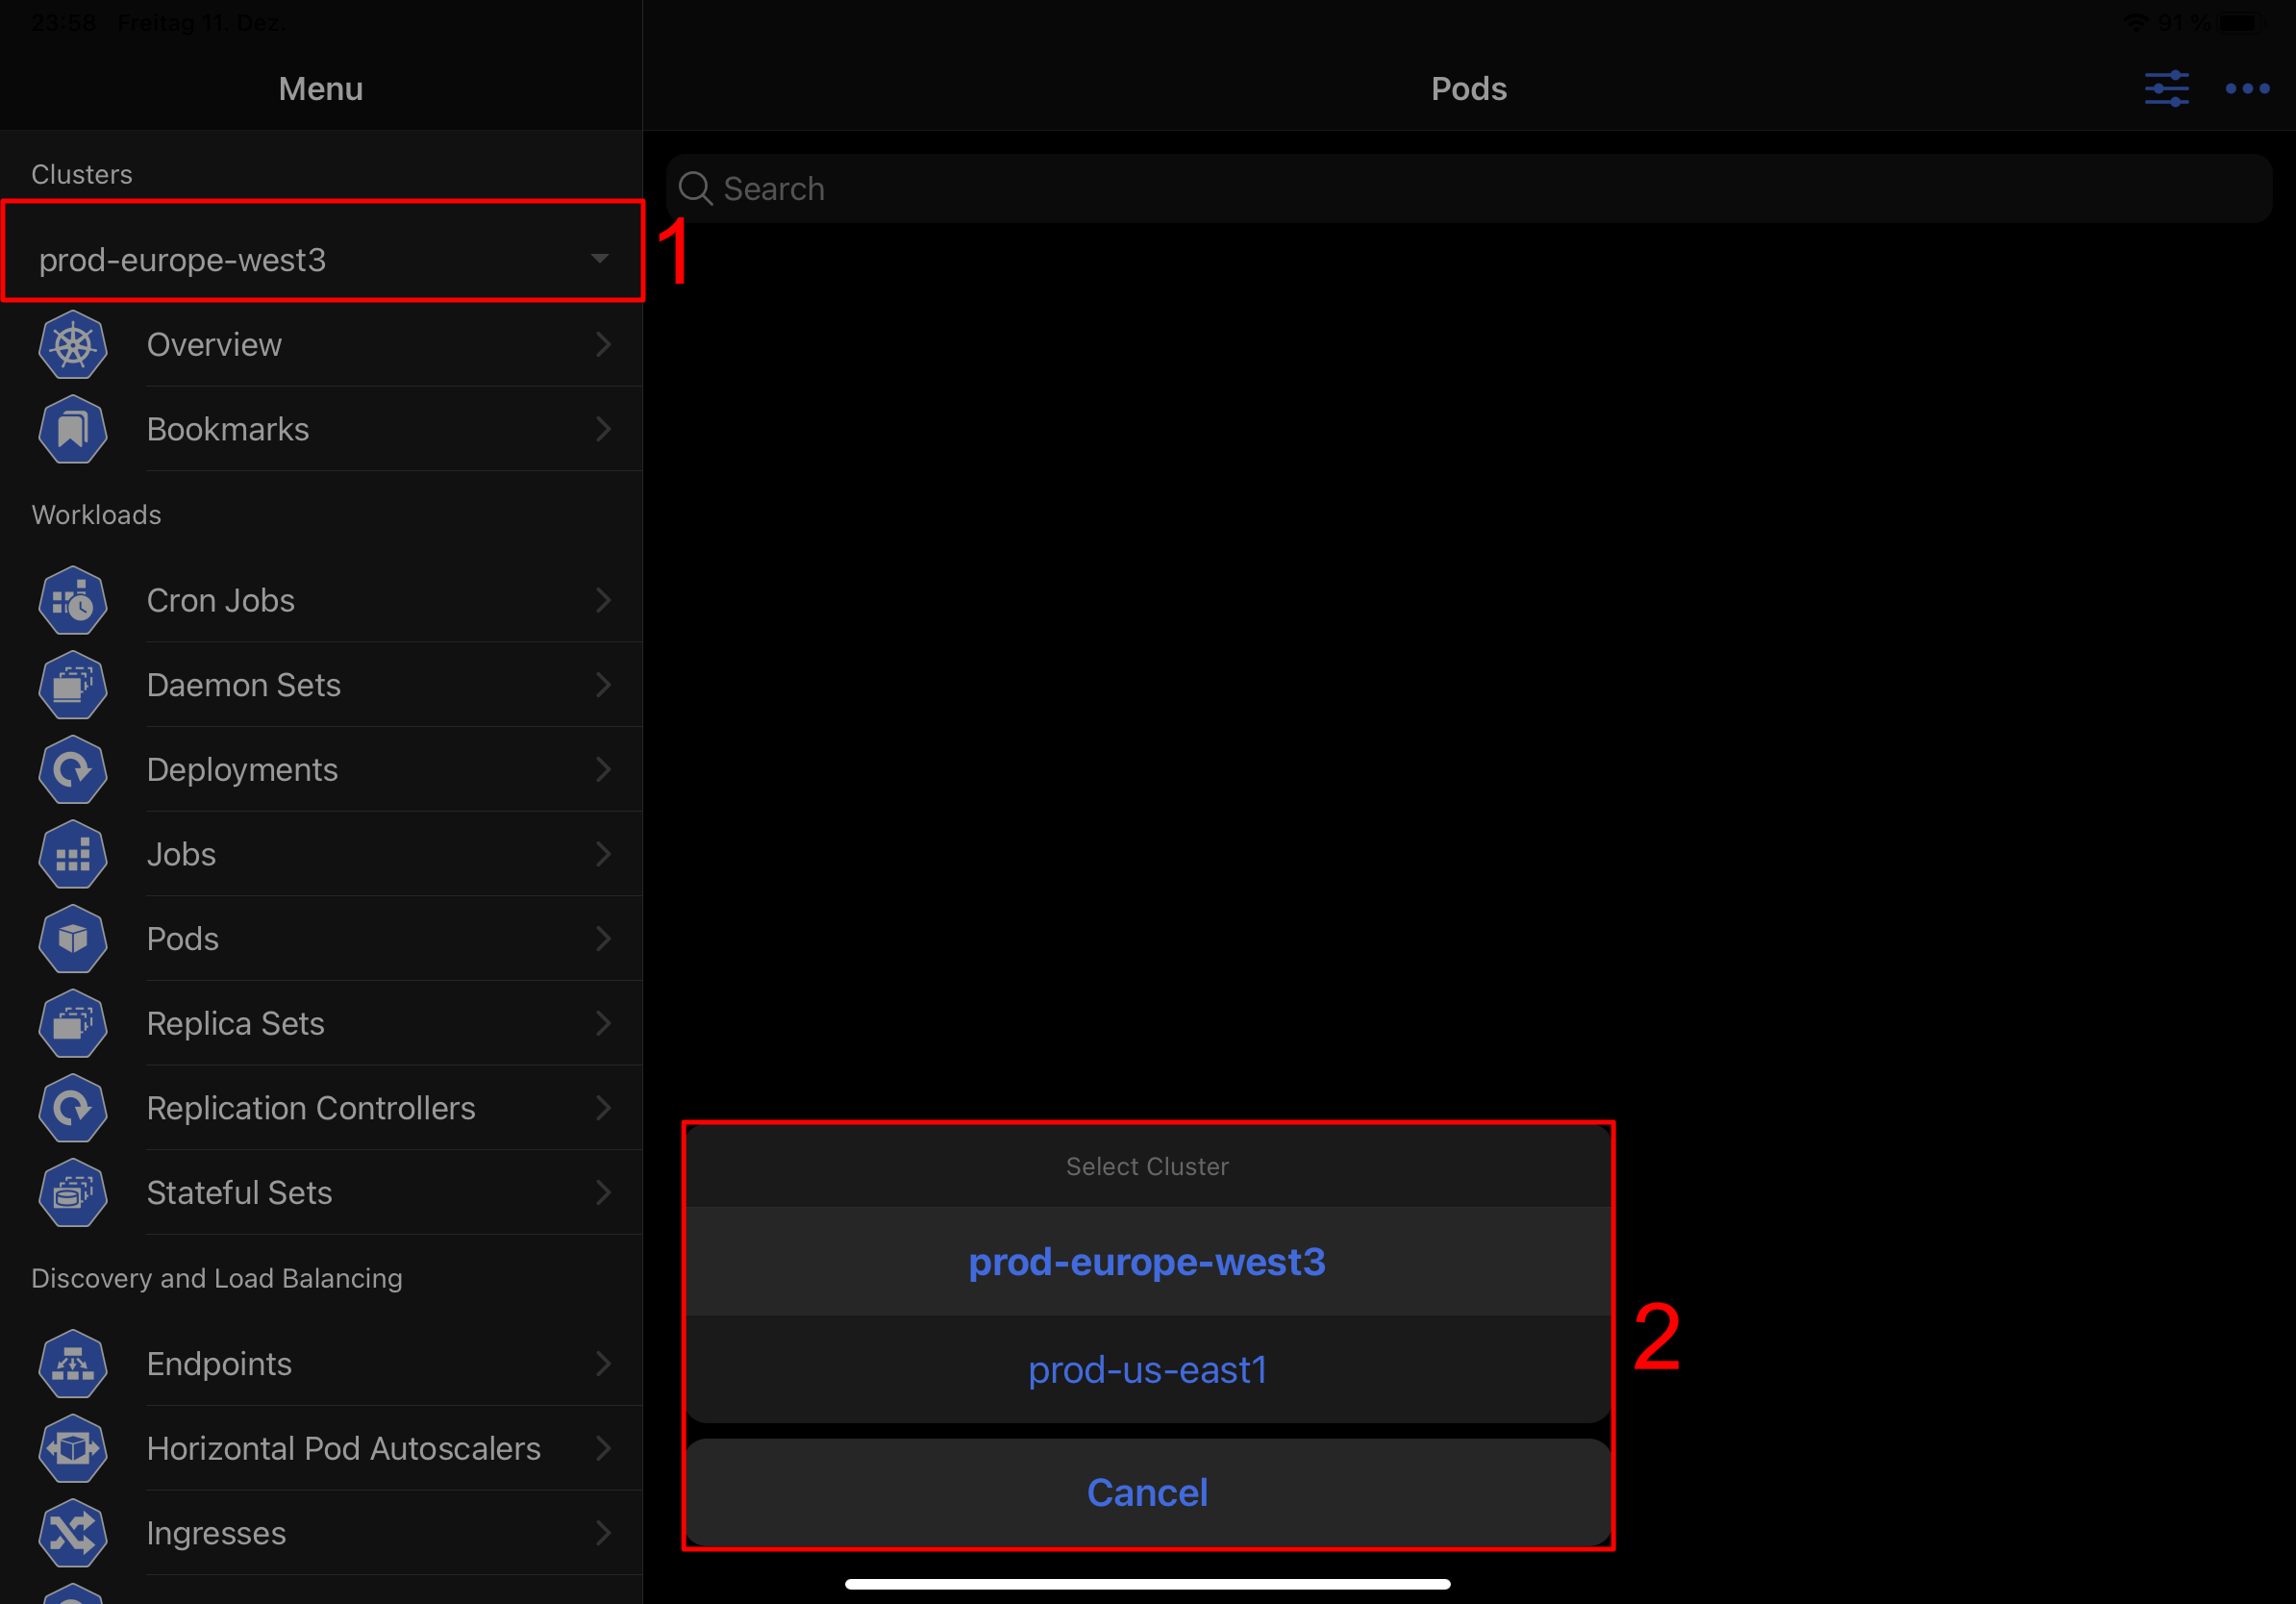 23:58 Freitag 11. Dez.
91 %
Menu
Pods
Clusters
Search
prod-europe-west3
1
Overview
Bookmarks
Workloads
Cron Jobs
Daemon Sets
Deployments
Jobs
Pods
Replica Sets
Replication Controllers
Stateful Sets
Discovery and Load Balancing
Endpoints
Horizontal Pod Autoscalers
Ingresses
Select Cluster
prod-europe-west3
prod-us-east1
2
Cancel